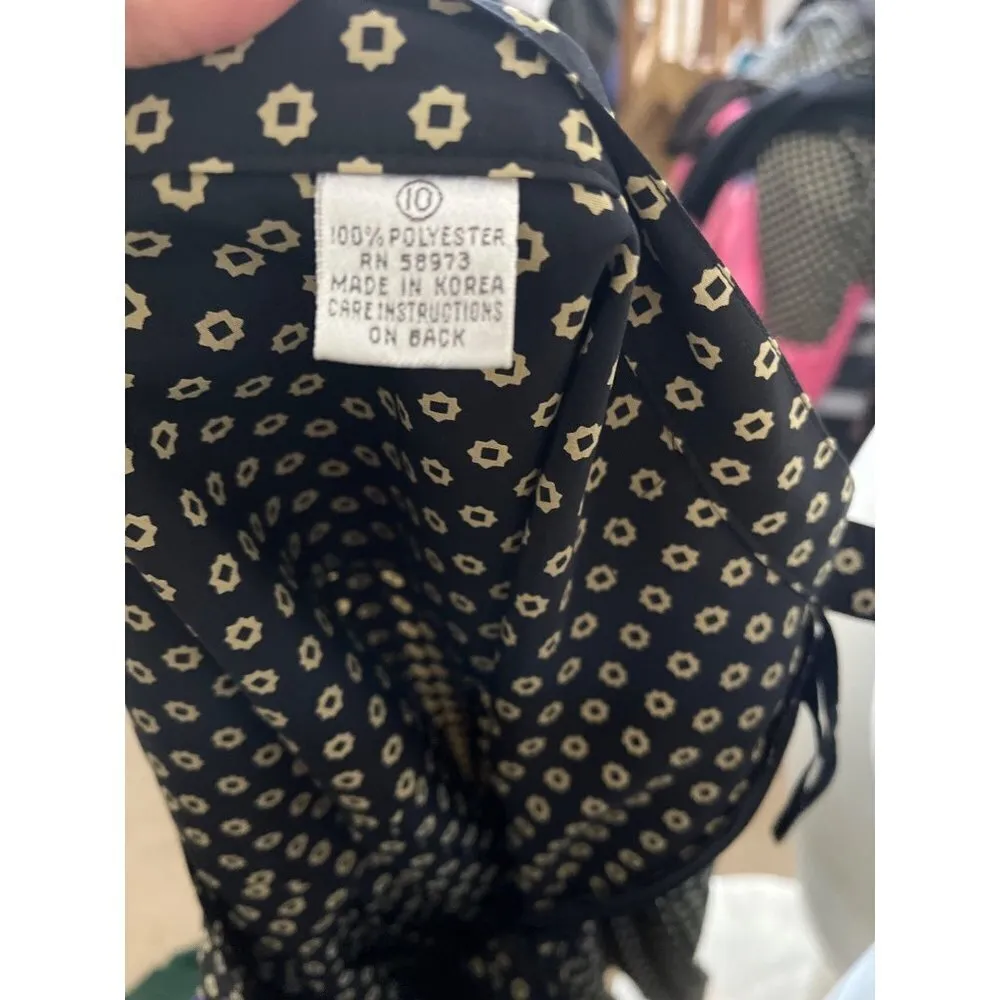 10
100% POLYESTER
RN 58973
MADE IN KOREA
CARE INSTRUCTIONS
ON BACK